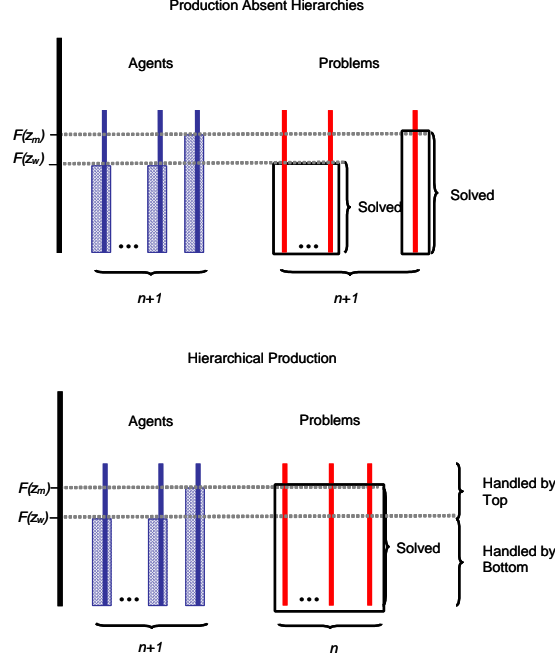 Production Absent Hierarchies
Agents
Problems
F(zm)
F(zw)
Solved
Solved
...
...
n+1
n+1
Hierarchical Production
Agents
Problems
F(zm)
F(zw)
Handled by
Top
Solved
Handled by
Bottom
...
...
n+1
n